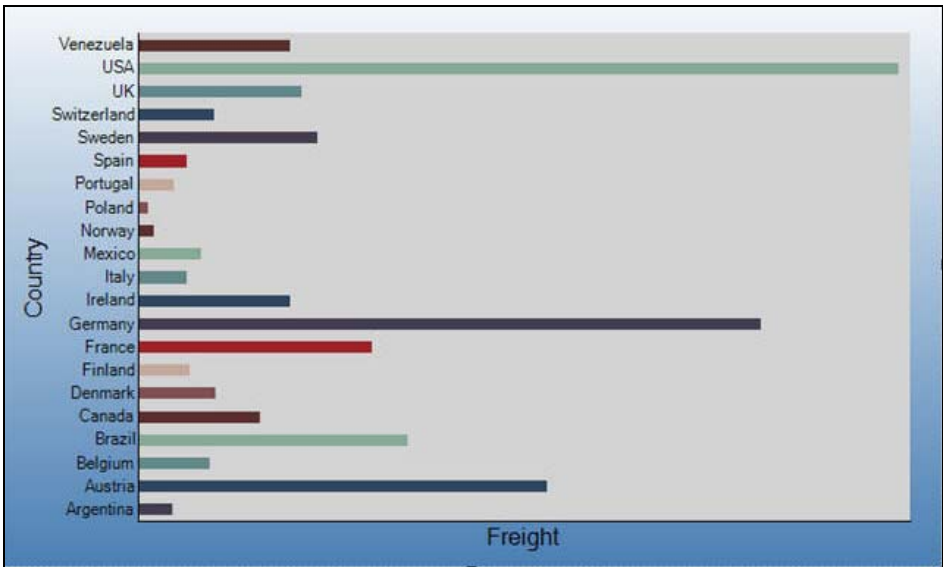 Venezuela
USA
UK
Switzerland
Sweden
Spain
Portugal
Poland
Norway
Mexico
Italy
Ireland
Germany
France
Finland
Denmark
Canada
Brazil
Belgium
Austria
Argentina
Country
Freight